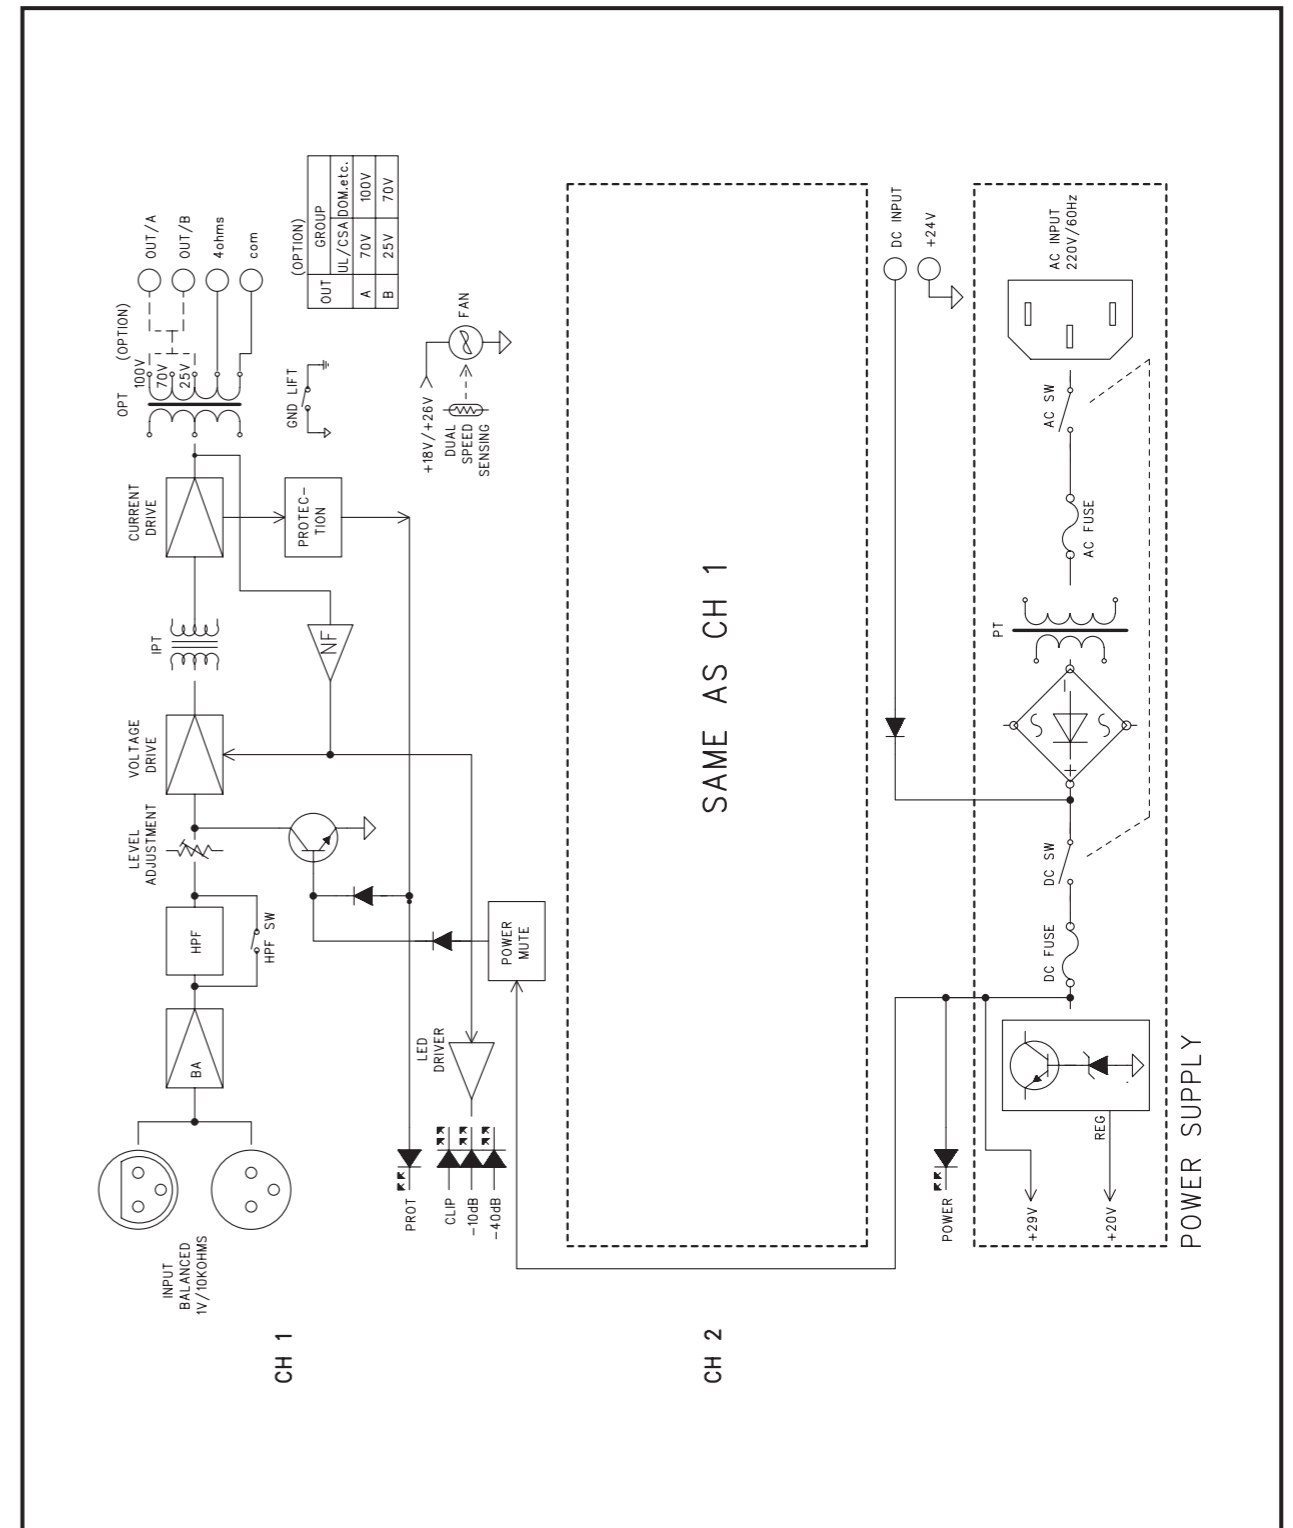 INPUT
BALANCED
1V/10KOHMS
BA
HPF
HPF SW
LEVEL
ADJUSTMENT
VOLTAGE
DRIVE
IPT
CURRENT
DRIVE
OPT
(OPTION)
100V
70V
25V
OUT/A
OUT/B
4ohms
com
NF
PROTEC-
TION
GND LIFT
(OPTION)
OUT
GROUP
UL/CSA
DOM.etc.
A
70V
100V
B
25V
70V
PROT
CLIP
-10dB
-40dB
LED
DRIVER
POWER
MUTE
+18V/+26V
DUAL
SPEED
SENSING
FAN
CH 1
SAME AS CH 1
CH 2
DC INPUT
+24V
POWER
+29V
+20V
REG
DC FUSE
DC SW
PT
AC FUSE
AC SW
AC INPUT
220V/60Hz
POWER SUPPLY